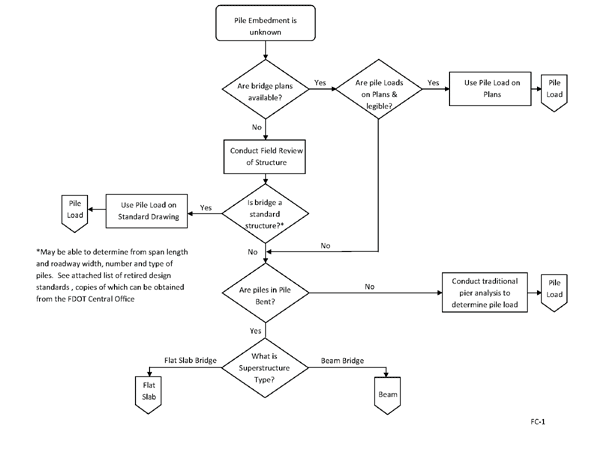 Pile Embedment is
unknown
Are bridge plans
available?
Yes
Are pile Loads
on Plans &
legible?
Yes
Use Pile Load on
Plans
Pile
Load
No
Conduct Field Review
of Structure
Pile
Load
Use Pile Load on
Standard Drawing
Yes
Is bridge a
standard
structure?*
No
No
*May be able to determine from span length
and roadway width, number and type of
piles. See attached list of retired design
standards , copies of which can be obtained
from the FDOT Central Office
Are piles in Pile
Bent?
No
Conduct traditional
pier analysis to
determine pile load
Pile
Load
Yes
What is
Superstructure
Type?
Flat Slab Bridge
Beam Bridge
Flat
Slab
Beam
FC-1